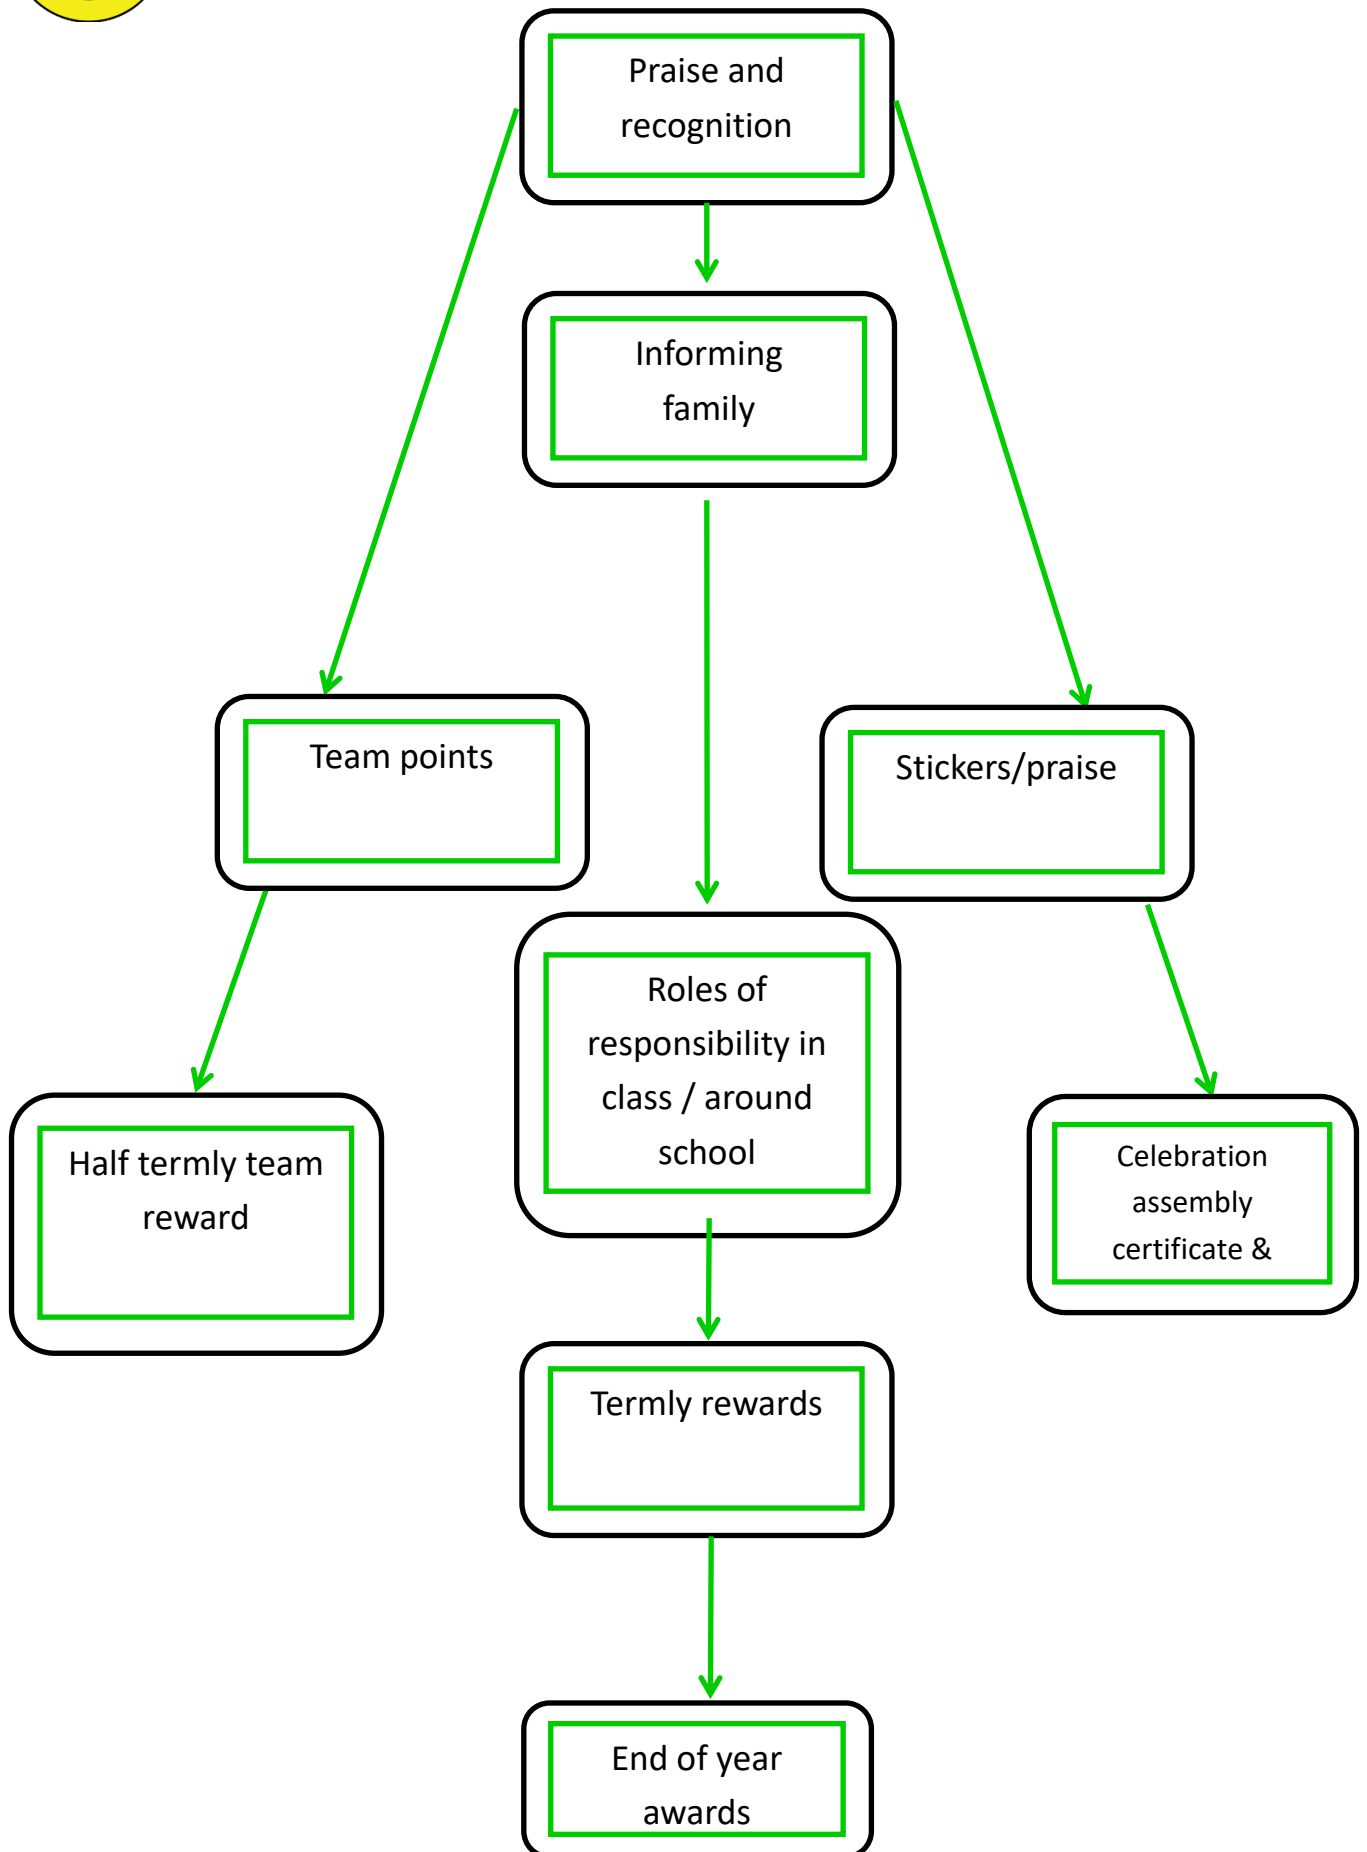 Praise and
recognition
Informing
family
Team points
Stickers/praise
Roles of
responsibility in
class / around
school
Half termly team
reward
Celebration
assembly
certificate &
Termly rewards
End of year
awards